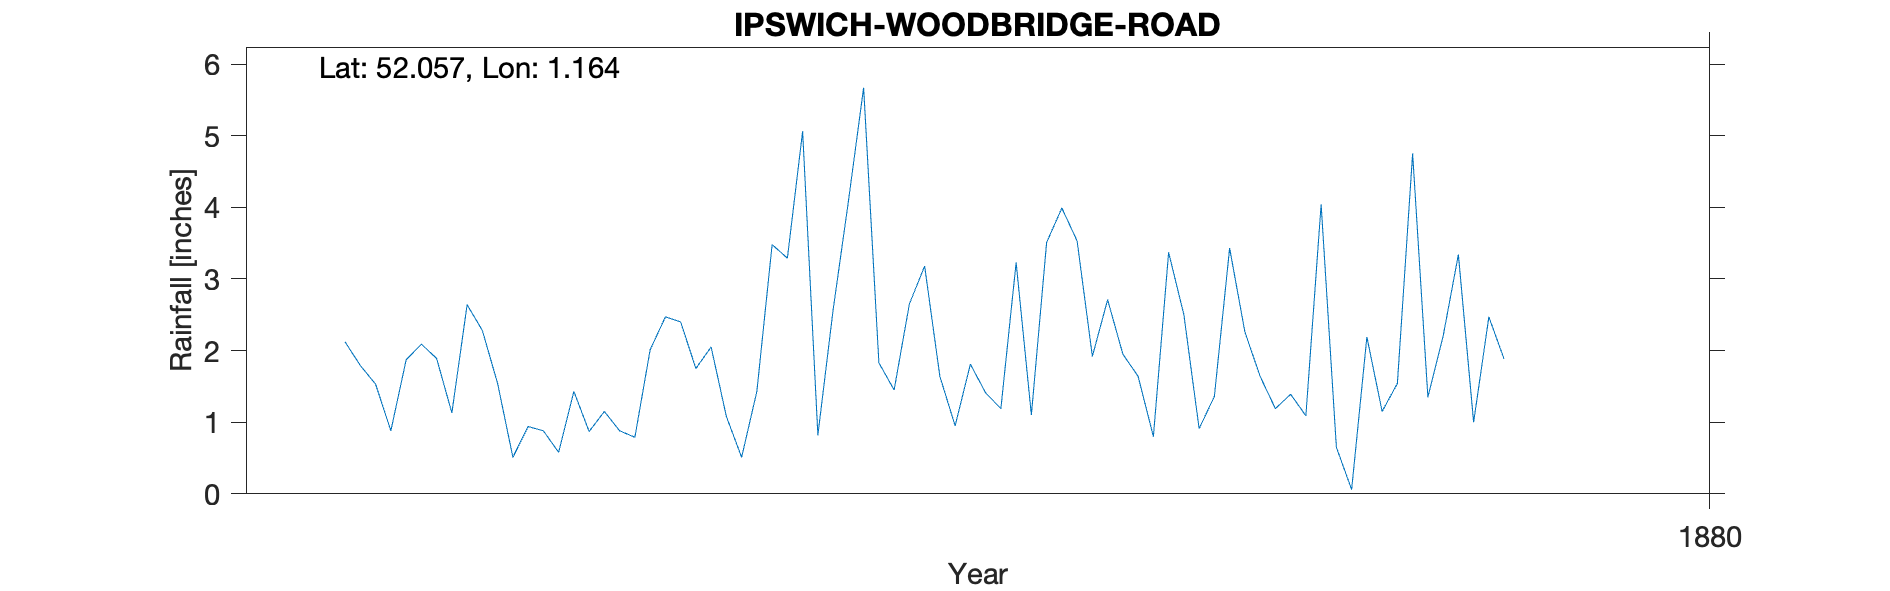 IPSWICH-WOODBRIDGE-ROAD
Lat: 52.057, Lon: 1.164
6
5
4
3
2
1
0
Rainfall [inches]
1880
Year